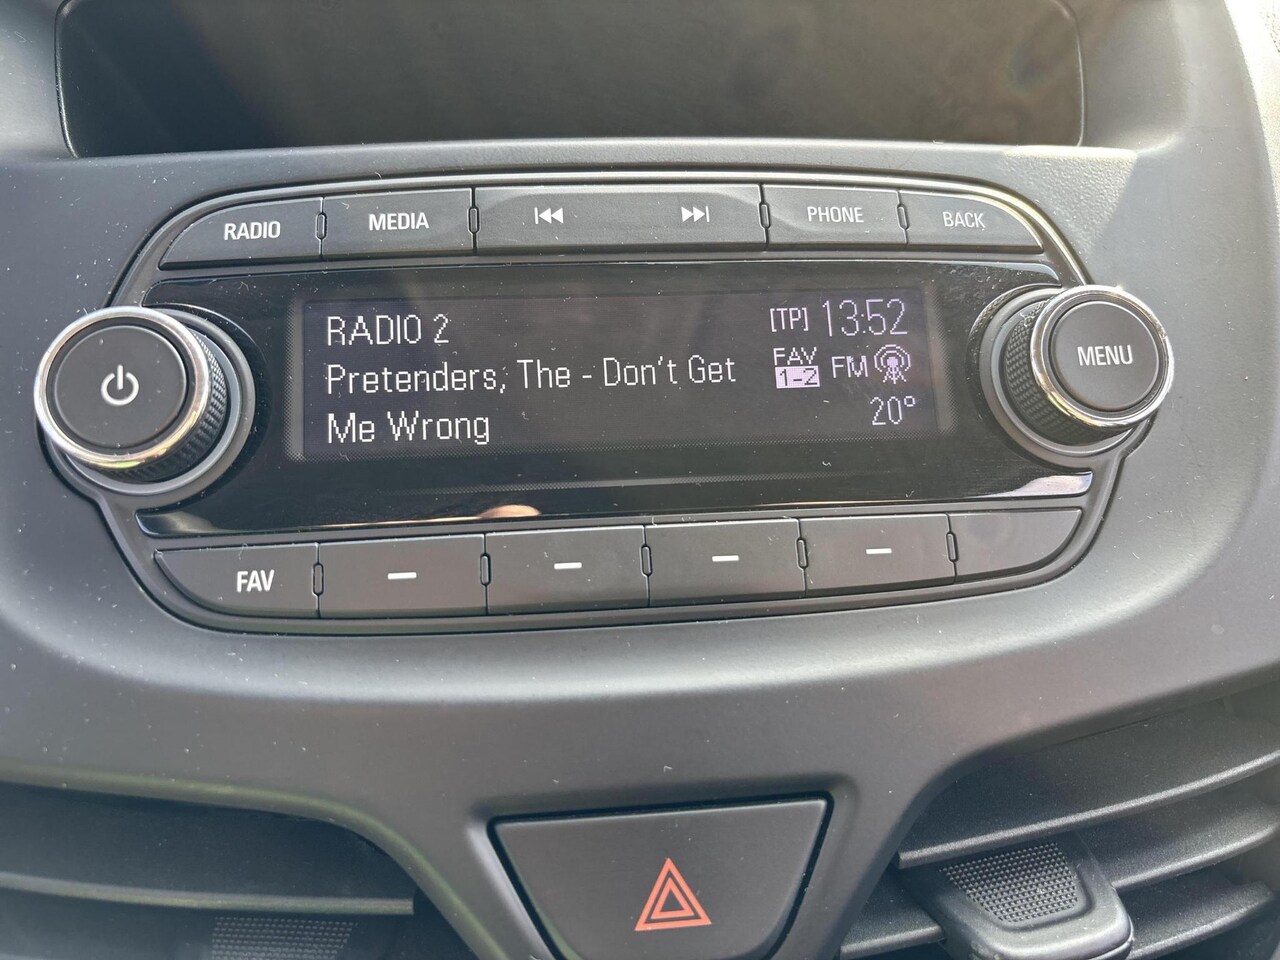 RADIO
MEDIA
PHONE
BACK
RADIO 2
[TP] 13:52
Pretenders, The - Don't Get
FAV
1-2
FM
Me Wrong
20°
MENU
FAV